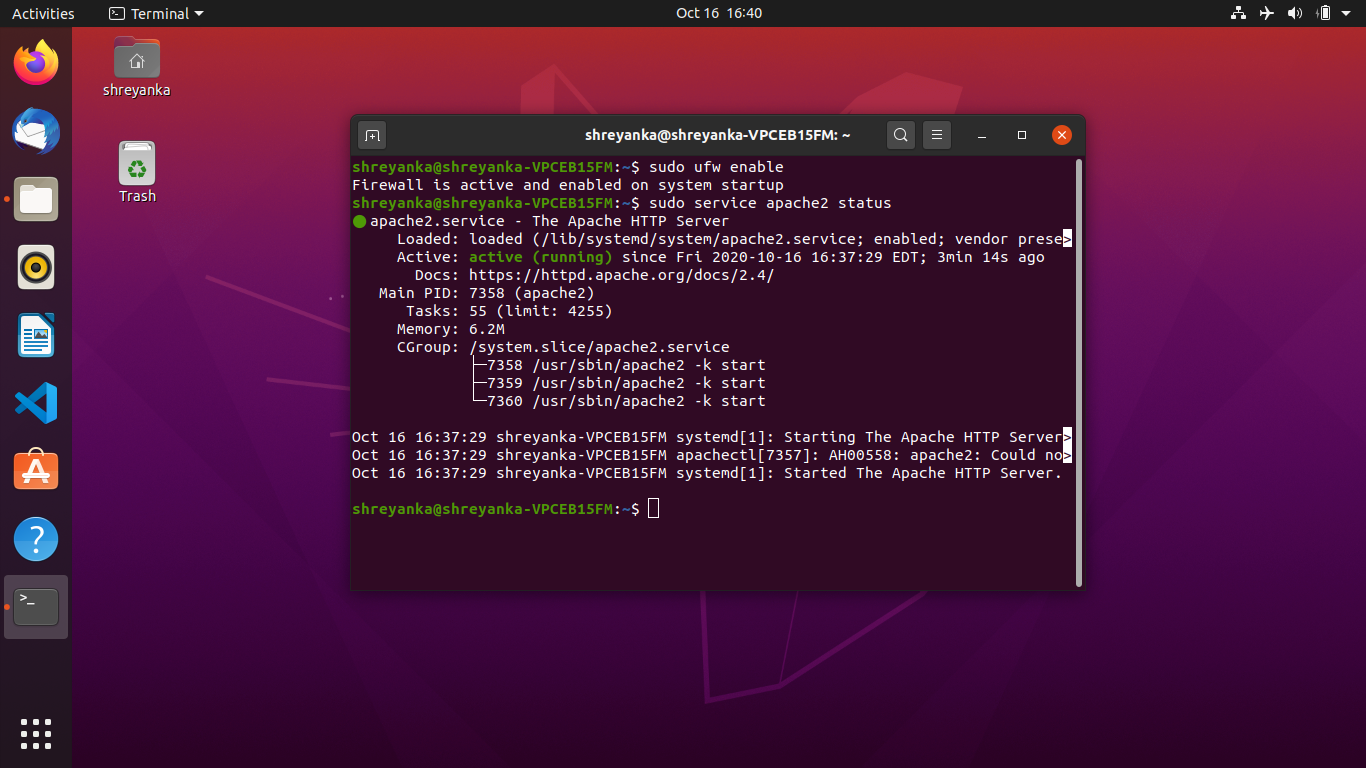 Activities
Terminal
Oct 16 16:40
shreyanka
Trash
shreyanka@shreyanka-VPCEB15FM: ~
shreyanka@shreyanka-VPCEB15FM:~$ sudo ufw enable
Firewall is active and enabled on system startup
shreyanka@shreyanka-VPCEB15FM:~$ sudo service apache2 status
● apache2.service - The Apache HTTP Server
     Loaded: loaded (/lib/systemd/system/apache2.service; enabled; vendor prese>
     Active: active (running) since Fri 2020-10-16 16:37:29 EDT; 3min 14s ago
       Docs: https://httpd.apache.org/docs/2.4/
   Main PID: 7358 (apache2)
      Tasks: 55 (limit: 4255)
     Memory: 6.2M
     CGroup: /system.slice/apache2.service
             ├─7358 /usr/sbin/apache2 -k start
             ├─7359 /usr/sbin/apache2 -k start
             └─7360 /usr/sbin/apache2 -k start
Oct 16 16:37:29 shreyanka-VPCEB15FM systemd[1]: Starting The Apache HTTP Server>
Oct 16 16:37:29 shreyanka-VPCEB15FM apachectl[7357]: AH00558: apache2: Could no>
Oct 16 16:37:29 shreyanka-VPCEB15FM systemd[1]: Started The Apache HTTP Server.
shreyanka@shreyanka-VPCEB15FM:~$